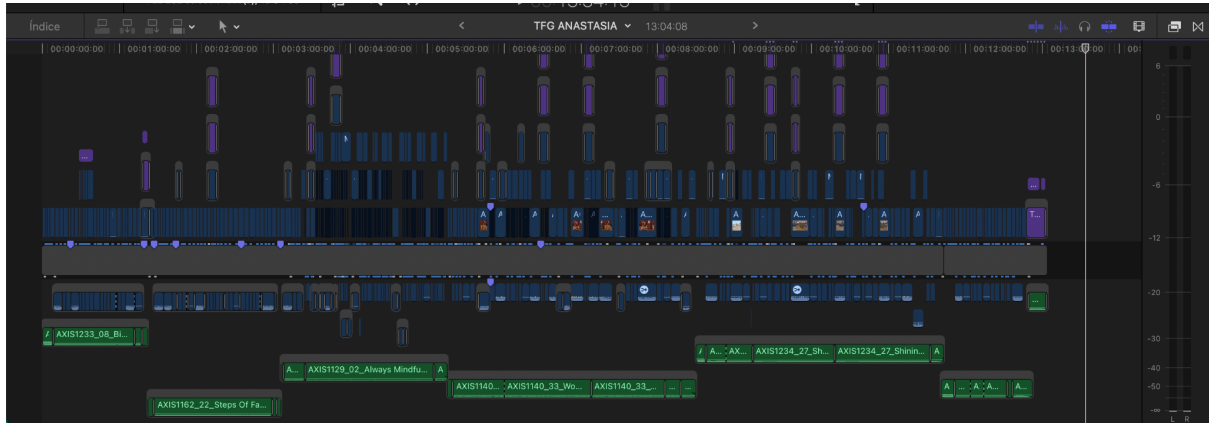 Índice
TFG ANASTASIA
13:04:08
00:00:00:00 00:01:00:00 00:02:00:00 00:03:00:00 00:04:00:00 00:05:00:00 00:06:00:00 00:07:00:00 00:08:00:00 00:09:00:00 00:10:00:00 00:11:00:00 00:12:00:00
6
0
-6
-12
-20
-30
-40
-50
-∞
L R
...
...
A A A A A ... A... A A... A A A T...
...
AXIS1233_08_Bi...
A... A... AX... AXIS1234_27_Sh... AXIS1234_27_Shinin... A
A... AXIS1129_02_Always Mindfu... A
AXIS1140... AXIS1140_33_Wo... AXIS1140_33_... ... ...
A ... A A... A...
AXIS1162_22_Steps Of Fa...